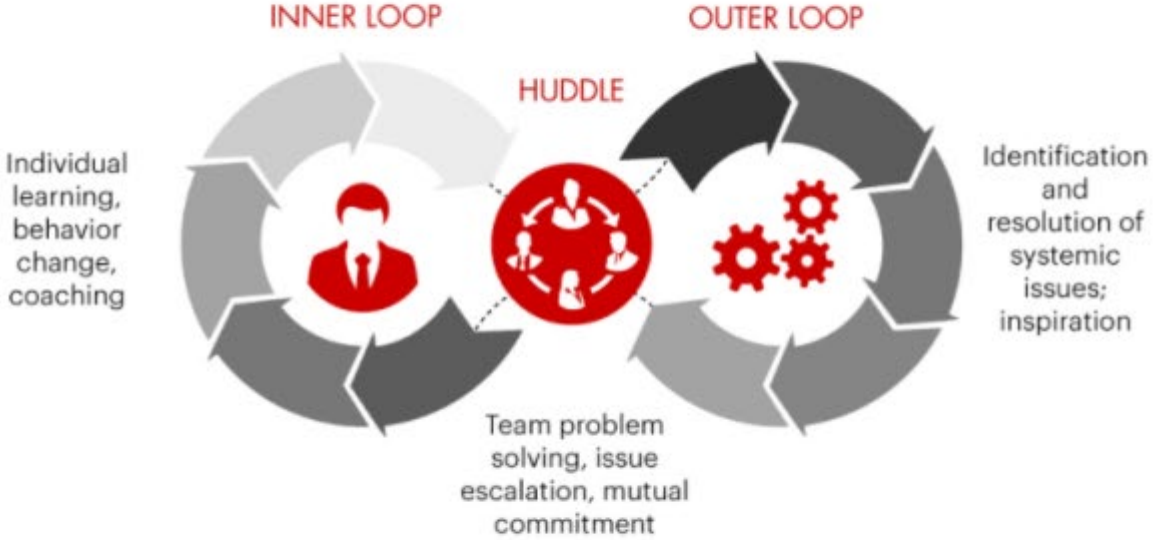 INNER LOOP
OUTER LOOP
HUDDLE
Individual
learning,
behavior
change,
coaching
Identification
and
resolution of
systemic
issues;
inspiration
Team problem
solving, issue
escalation, mutual
commitment